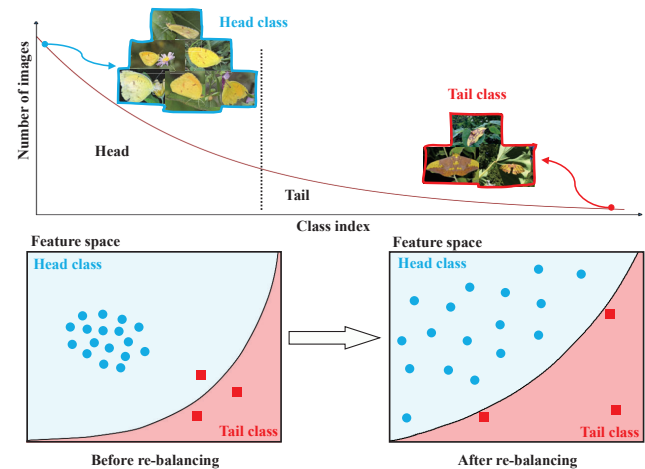 Head class
Number of images
Tail class
Head
Tail
Class index
Feature space
Feature space
Head class
Head class
Tail class
Tail class
Before re-balancing
After re-balancing